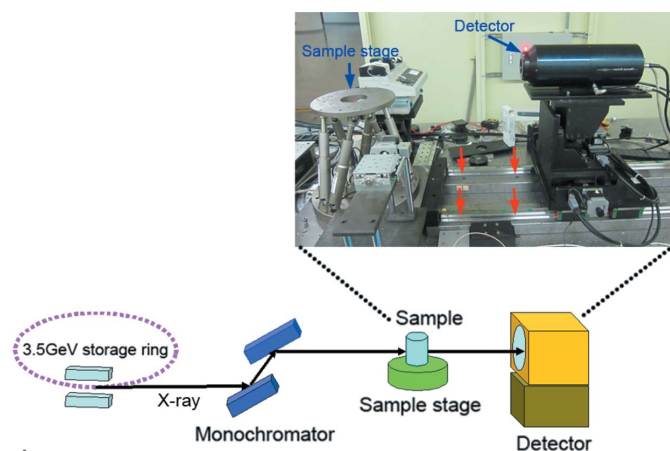 Detector
Sample stage
3.5GeV storage ring
X-ray
Monochromator
Sample
Sample stage
Detector